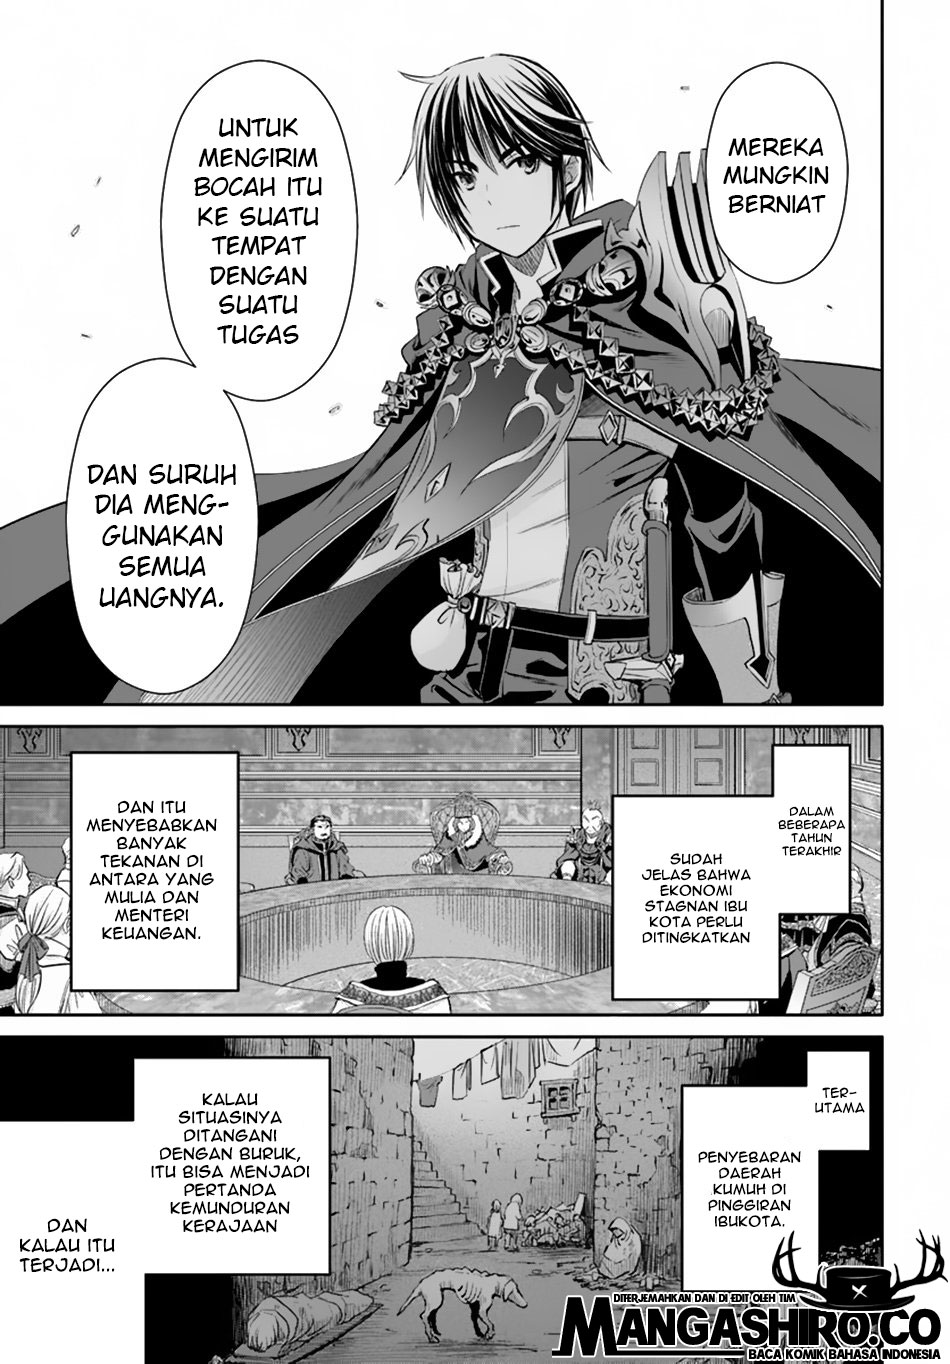 MEREKA
MUNGKIN
BERNIAT
UNTUK
MENGIRIM
BOCAH ITU
KE SUATU
TEMPAT
DENGAN
SUATU
TUGAS
DAN SURUH
DIA MENG-
GUNAKAN
SEMUA
UANGNYA.
DALAM
BEBERAPA
TAHUN
TERAKHIR
SUDAH
JELAS BAHWA
EKONOMI
STAGNAN IBU
KOTA PERLU
DITINGKATKAN
DAN ITU
MENYEBABKAN
BANYAK
TEKANAN DI
ANTARA YANG
MULIA DAN
MENTERI
KEUANGAN.
TER-
UTAMA
PENYEBARAN
DAERAH
KUMUH DI
PINGGIRAN
IBUKOTA.
KALAU
SITUASINYA
DITANGANI
DENGAN BURUK,
ITU BISA MENJADI
PERTANDA
KEMUNDURAN
KERAJAAN
DAN
KALAU ITU
TERJADI...
DITERJEMAHKAN DAN DI EDIT OLEH TIM
MANGASHIRO.CO
BACA KOMIK BAHASA INDONESIA